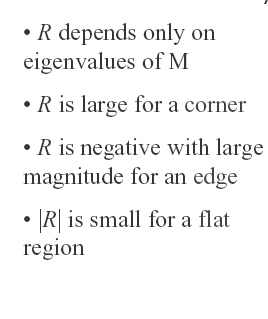 • R depends only on
eigenvalues of M
• R is large for a corner
• R is negative with large
magnitude for an edge
• |R| is small for a flat
region